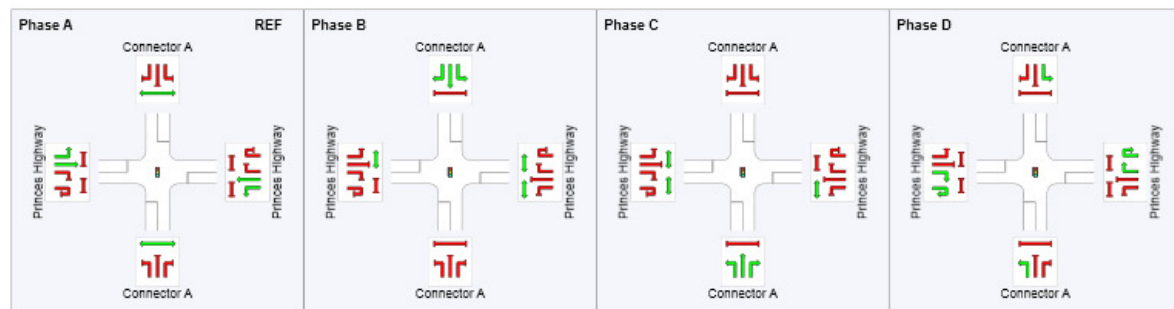 Phase A REF Phase B Phase C Phase D
Connector A Connector A Connector A Connector A
Princes Highway Princes Highway Princes Highway Princes Highway Princes Highway Princes Highway Princes Highway Princes Highway
Connector A Connector A Connector A Connector A